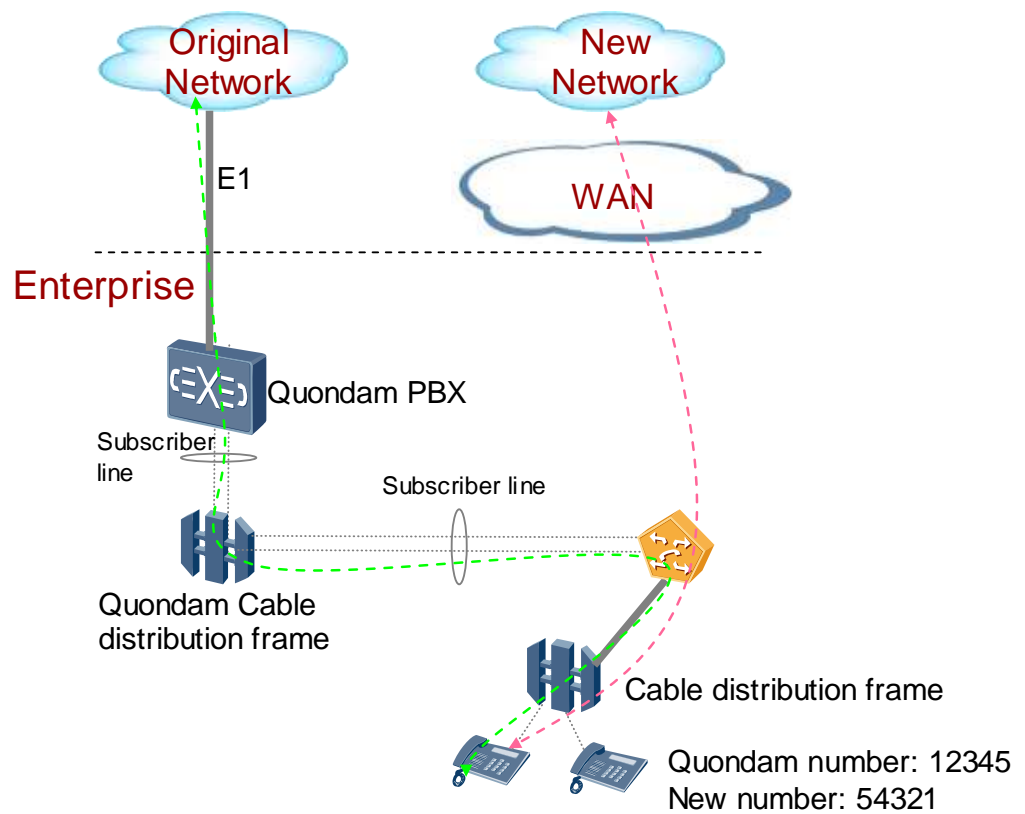 Original
Network
New
Network
E1
WAN
Enterprise
Quondam PBX
Subscriber
line
Subscriber line
Quondam Cable
distribution frame
Cable distribution frame
Quondam number: 12345
New number: 54321